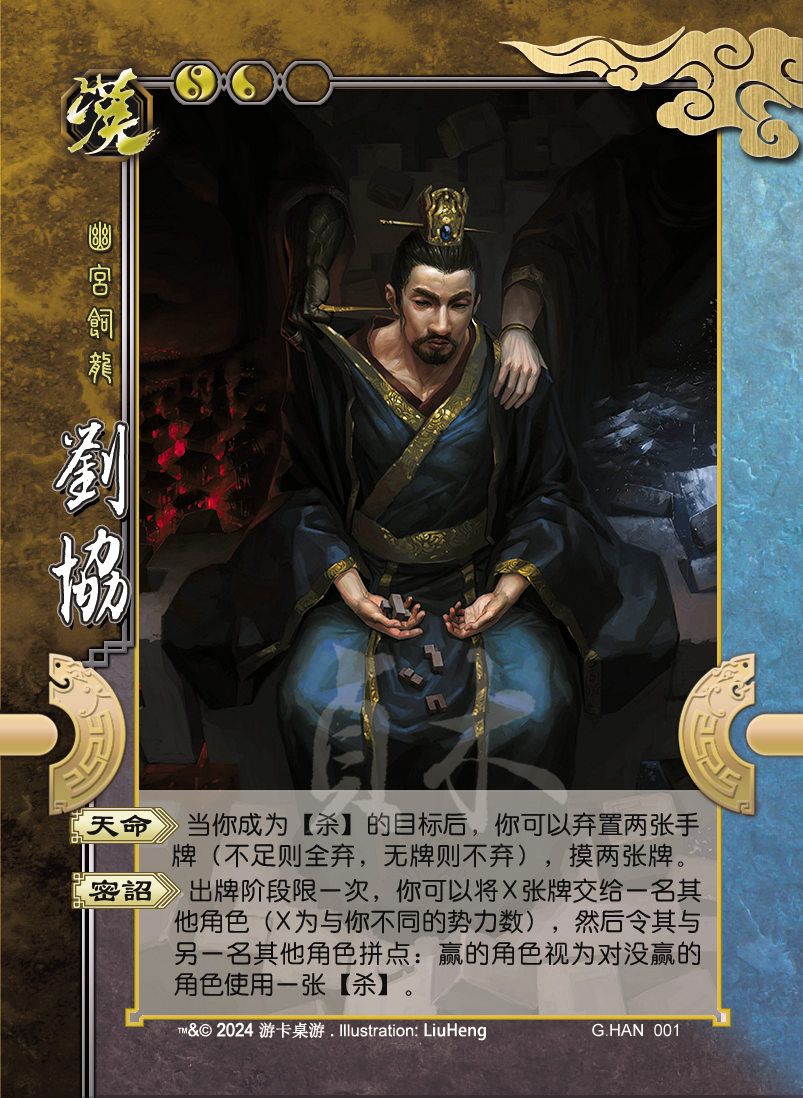 漢
幽宮飼龍
劉協
天命
当你成为【杀】的目标后，你可以弃置两张手
牌（不足则全弃，无牌则不弃），摸两张牌。
密詔
出牌阶段限一次，你可以将X张牌交给一名其
他角色（X为与你不同的势力数），然后令其与
另一名其他角色拼点：赢的角色视为对没赢的
角色使用一张【杀】。
™&© 2024 游卡桌游 . Illustration: LiuHeng
G.HAN 001